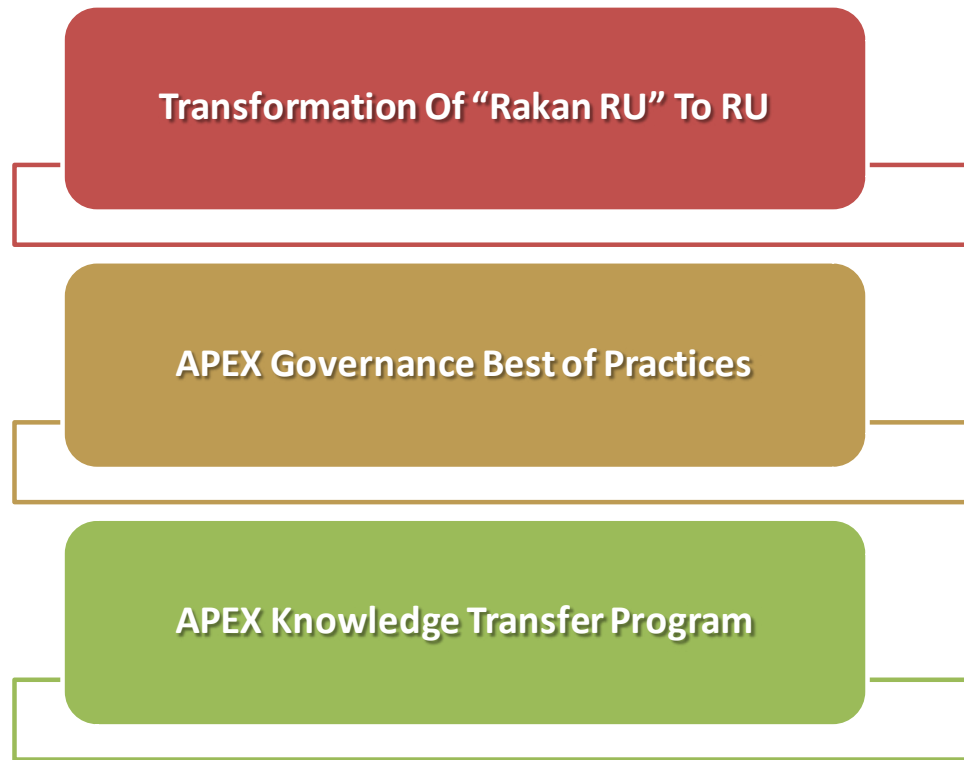 Transformation Of “Rakan RU” To RU
APEX Governance Best of Practices
APEX Knowledge Transfer Program